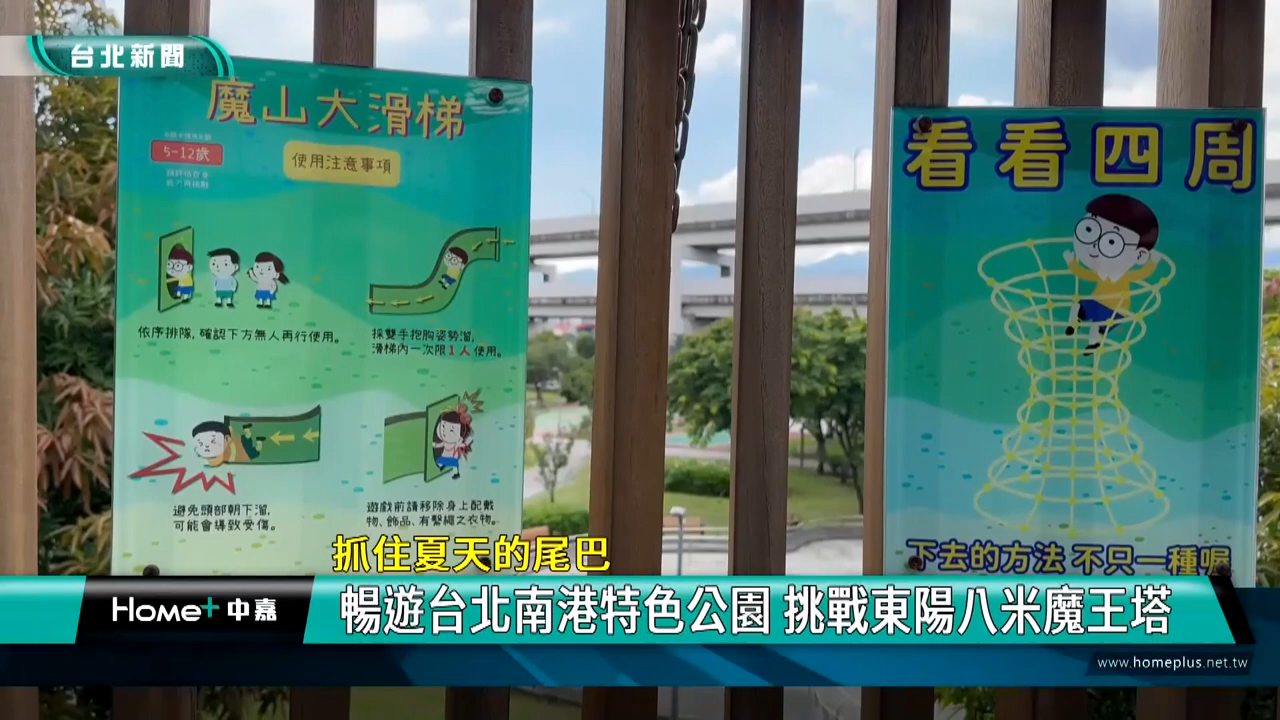 台北新聞
魔山大滑梯
5-12歲
使用注意事項
依序排隊, 確認下方無人再行使用。
採雙手抱胸姿勢溜,
滑梯內一次限1人使用。
避免頭部朝下溜,
可能會導致受傷。
遊戲前請移除身上配戴
物、飾品、有繫繩之衣物。
看看四周
下去的方法 不只一種喔
抓住夏天的尾巴
Home+中嘉
暢遊台北南港特色公園 挑戰東陽八米魔王塔
www.homeplus.net.tw